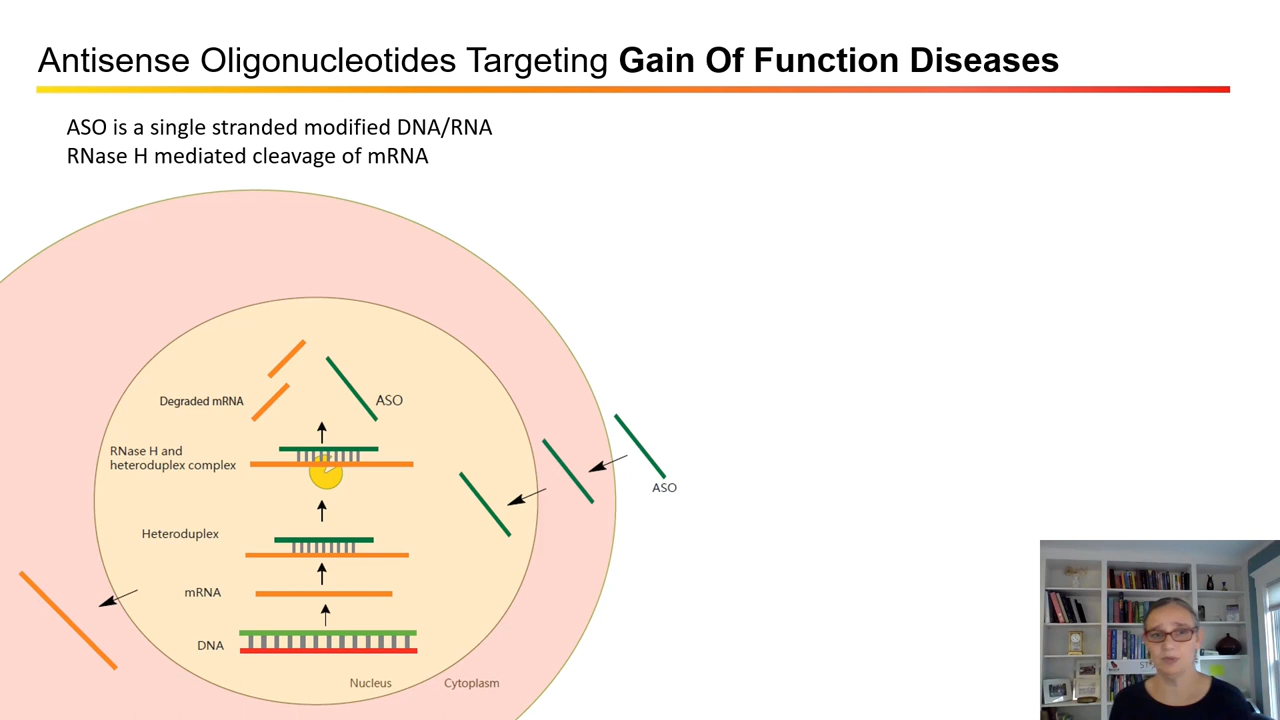 Antisense Oligonucleotides Targeting Gain Of Function Diseases
ASO is a single stranded modified DNA/RNA
RNase H mediated cleavage of mRNA
Degraded mRNA
ASO
RNase H and
heteroduplex complex
ASO
Heteroduplex
mRNA
DNA
Nucleus
Cytoplasm